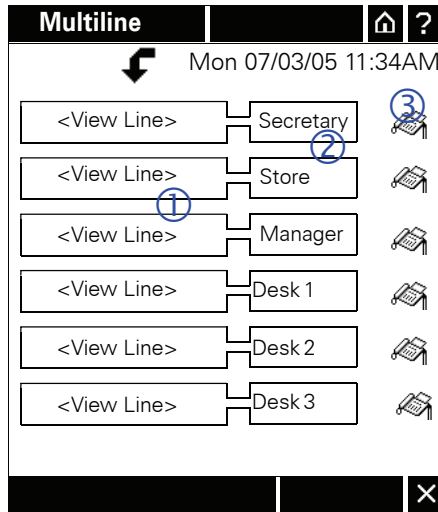 Multiline ?
Mon 07/03/05 11:34AM
<View Line> Secretary ③
②
<View Line> Store
①
<View Line> Manager
<View Line> Desk 1
<View Line> Desk 2
<View Line> Desk 3